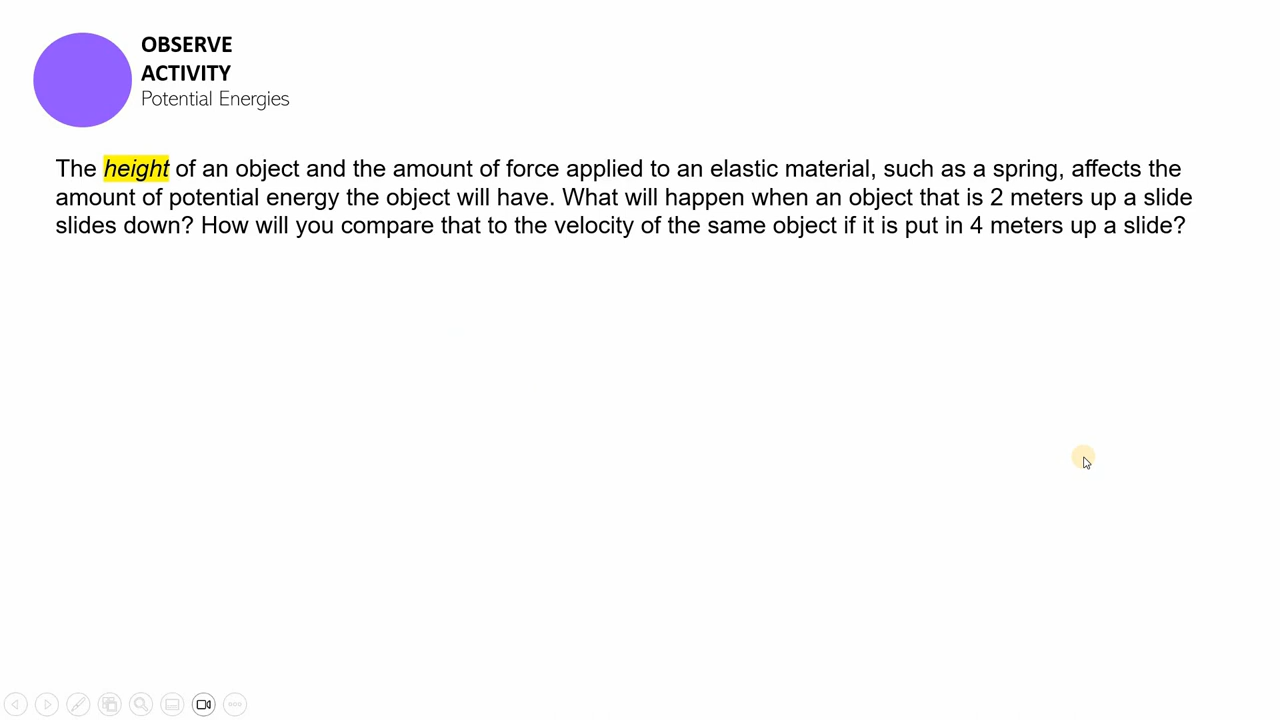 OBSERVE
ACTIVITY
Potential Energies
The height of an object and the amount of force applied to an elastic material, such as a spring, affects the
amount of potential energy the object will have. What will happen when an object that is 2 meters up a slide
slides down? How will you compare that to the velocity of the same object if it is put in 4 meters up a slide?